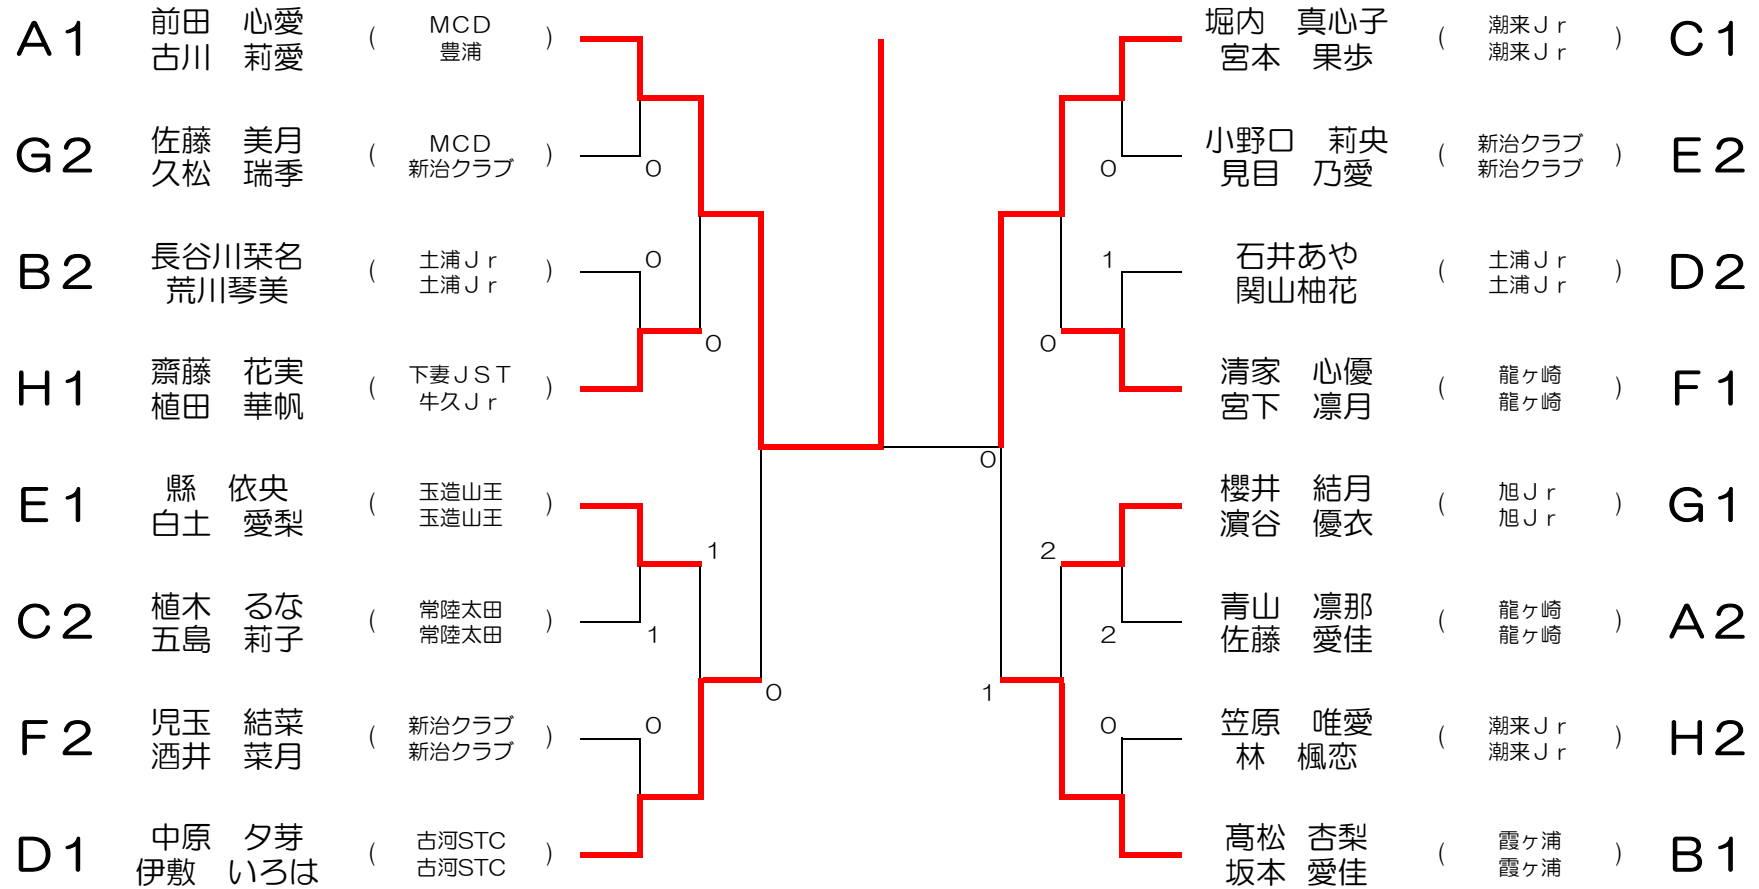 A1 前田 心愛 ( MCD )
古川 莉愛 豊浦
G2 佐藤 美月 ( MCD )
久松 瑞季 新治クラブ
0
B2 長谷川栞名 ( 土浦Jr )
荒川琴美 土浦Jr
0
0
H1 齋藤 花実 ( 下妻JST )
植田 華帆 牛久Jr
E1 縣 依央 ( 玉造山王 )
白土 愛梨 玉造山王
1
C2 植木 るな ( 常陸太田 )
五島 莉子 常陸太田
1
0
F2 児玉 結菜 ( 新治クラブ )
酒井 菜月 新治クラブ
0
D1 中原 夕芽 ( 古河STC )
伊敷 いろは 古河STC
堀内 真心子 ( 潮来Jr ) C1
宮本 果歩 潮来Jr
小野口 莉央 ( 新治クラブ ) E2
見目 乃愛 新治クラブ
0
石井あや ( 土浦Jr ) D2
関山柚花 土浦Jr
1
0
清家 心優 ( 龍ヶ崎 ) F1
宮下 凛月 龍ヶ崎
0
櫻井 結月 ( 旭Jr ) G1
濵谷 優衣 旭Jr
2
青山 凛那 ( 龍ヶ崎 ) A2
佐藤 愛佳 龍ヶ崎
2
1
笠原 唯愛 ( 潮来Jr ) H2
林 楓恋 潮来Jr
0
髙松 杏梨 ( 霞ヶ浦 ) B1
坂本 愛佳 霞ヶ浦